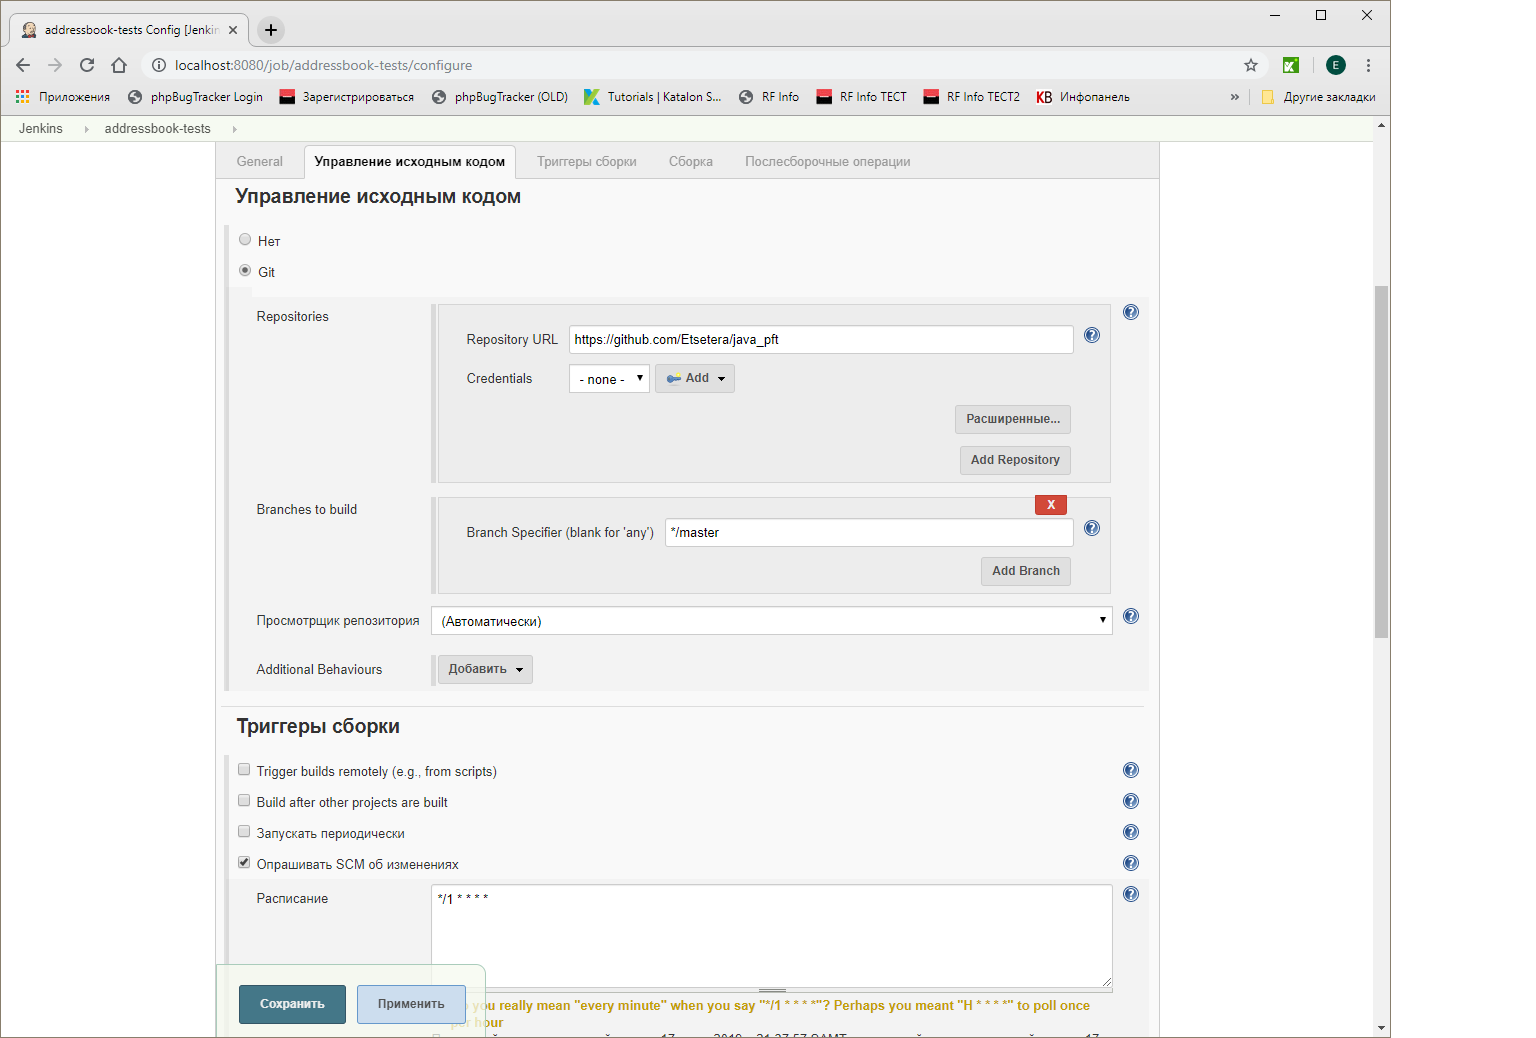 addressbook-tests Config [Jenkin
localhost:8080/job/addressbook-tests/configure
E
Приложения phpBugTracker Login Зарегистрироваться phpBugTracker (OLD) Tutorials | Katalon S... RF Info RF Info ТЕСТ RF Info ТЕСТ2 KB Инфопанель » Другие закладки
Jenkins addressbook-tests
General Управление исходным кодом Триггеры сборки Сборка Послесборочные операции
Управление исходным кодом
Нет
Git
Repositories
Repository URL https://github.com/Etsetera/java_pft
Credentials - none - Add
Расширенные...
Add Repository
Branches to build
X
Branch Specifier (blank for 'any') */master
Add Branch
Просмотрщик репозитория (Автоматически)
Additional Behaviours Добавить
Триггеры сборки
Trigger builds remotely (e.g., from scripts)
Build after other projects are built
Запускать периодически
Опрашивать SCM об изменениях
Расписание */1 * * * *
Сохранить Применить
you really mean "every minute" when you say "*/1 * * * *"? Perhaps you meant "H * * * *" to poll once
per hour